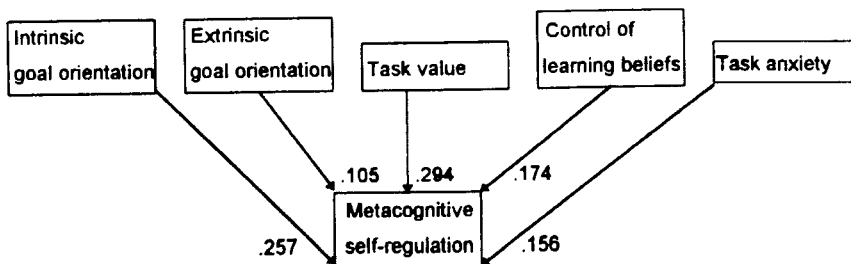 Intrinsic
goal orientation
Extrinsic
goal orientation
Task value
Control of
learning beliefs
Task anxiety
.105
.294
.174
Metacognitive
self-regulation
.257
.156